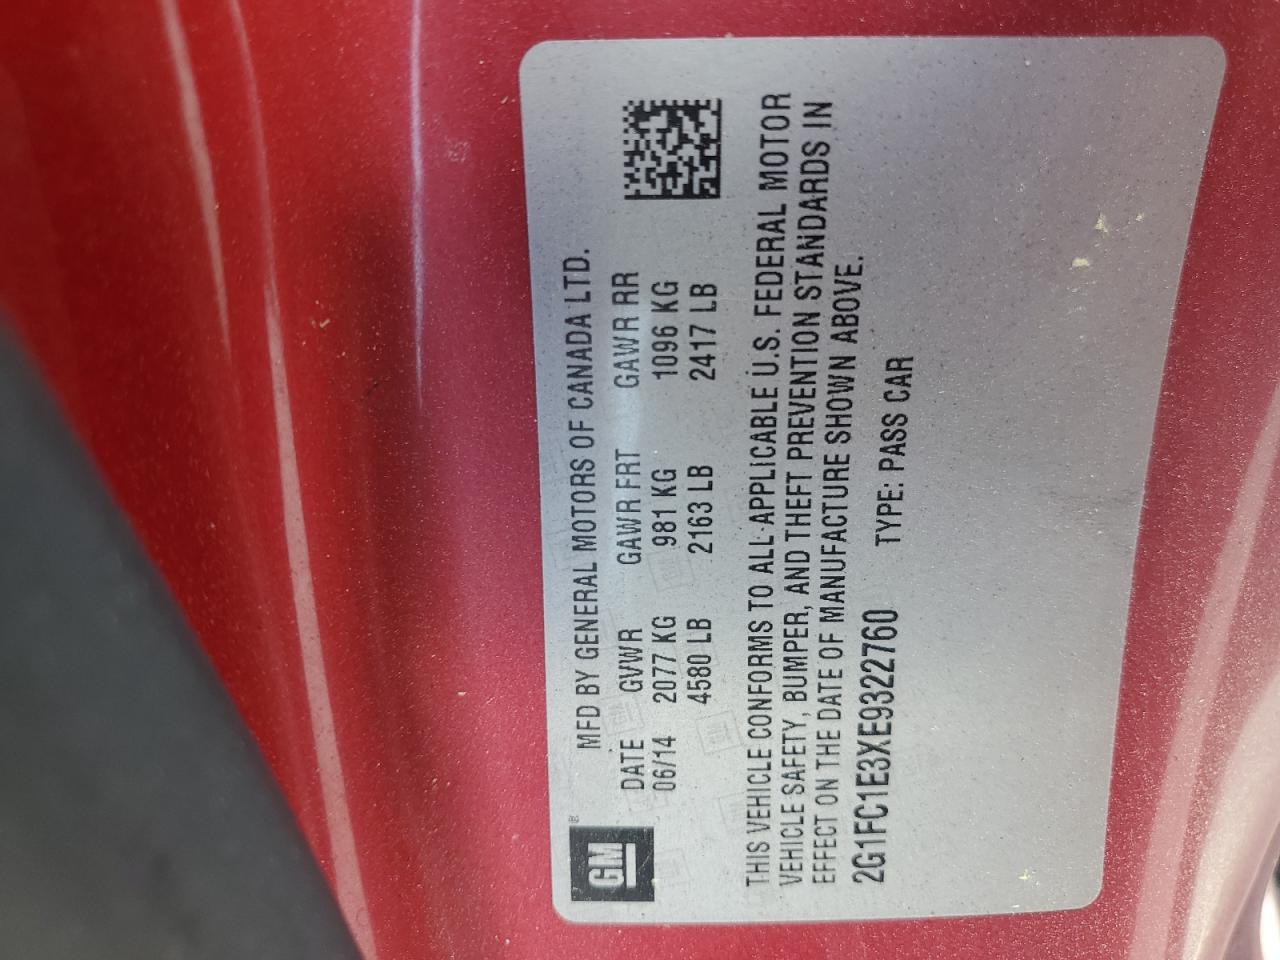 GM®
MFD BY GENERAL MOTORS OF CANADA LTD.
DATE GVWR GAWR FRT GAWR RR
06/14 2077 KG 981 KG 1096 KG
4580 LB 2163 LB 2417 LB
THIS VEHICLE CONFORMS TO ALL APPLICABLE U.S. FEDERAL MOTOR
VEHICLE SAFETY, BUMPER, AND THEFT PREVENTION STANDARDS IN
EFFECT ON THE DATE OF MANUFACTURE SHOWN ABOVE.
2G1FC1E3XE9322760 TYPE: PASS CAR